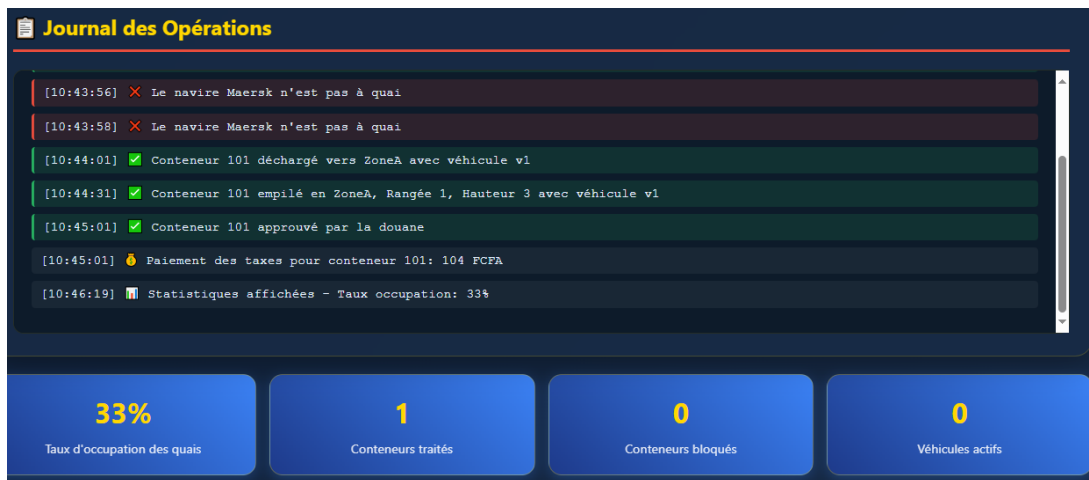 📋 Journal des Opérations
[10:43:56] ❌ Le navire Maersk n'est pas à quai
[10:43:58] ❌ Le navire Maersk n'est pas à quai
[10:44:01] ✅ Conteneur 101 déchargé vers ZoneA avec véhicule v1
[10:44:31] ✅ Conteneur 101 empilé en ZoneA, Rangée 1, Hauteur 3 avec véhicule v1
[10:45:01] ✅ Conteneur 101 approuvé par la douane
[10:45:01] 💰 Paiement des taxes pour conteneur 101: 104 FCFA
[10:46:19] 📊 Statistiques affichées - Taux occupation: 33%
33%
Taux d'occupation des quais
1
Conteneurs traités
0
Conteneurs bloqués
0
Véhicules actifs